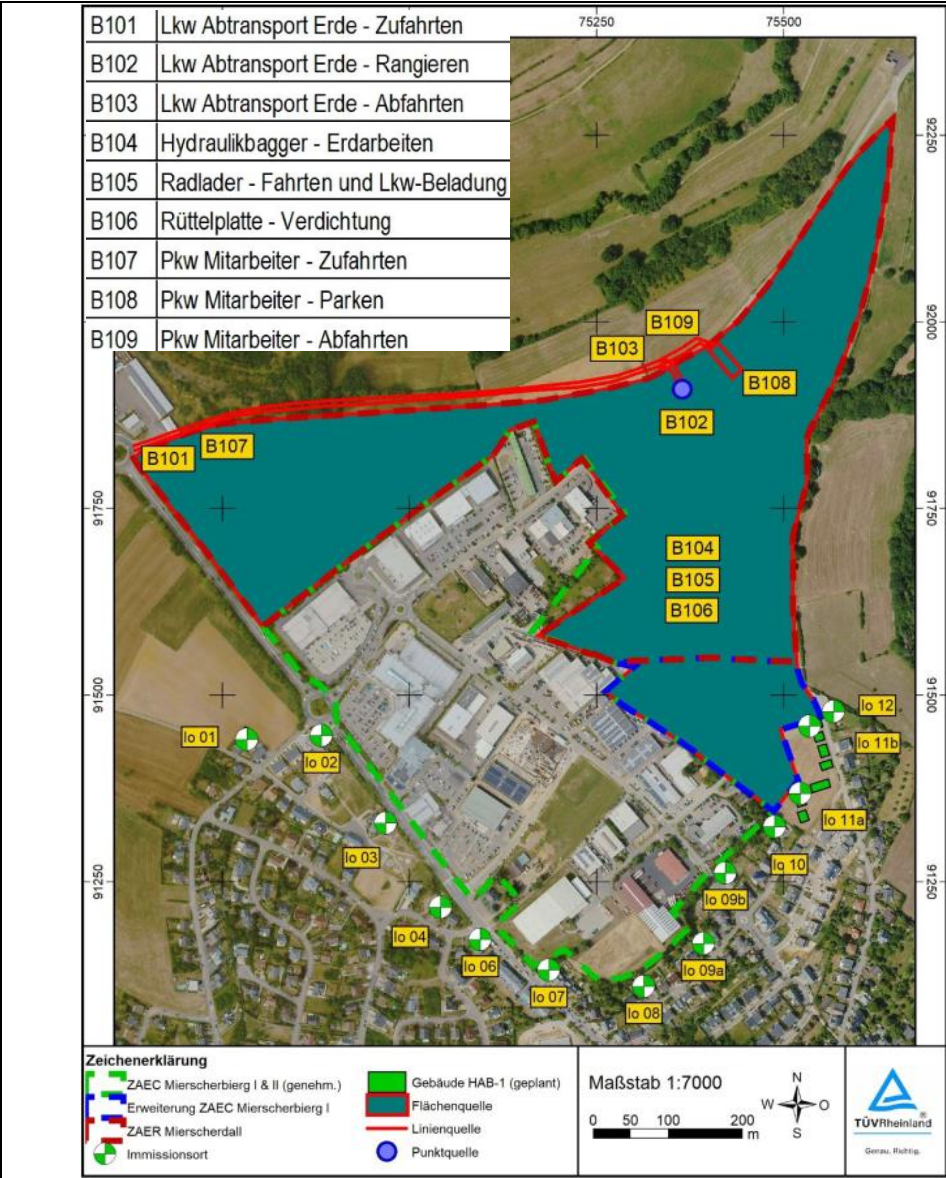 B101 Lkw Abtransport Erde - Zufahrten
B102 Lkw Abtransport Erde - Rangieren
B103 Lkw Abtransport Erde - Abfahrten
B104 Hydraulikbagger - Erdarbeiten
B105 Radlader - Fahrten und Lkw-Beladung
B106 Rüttelplatte - Verdichtung
B107 Pkw Mitarbeiter - Zufahrten
B108 Pkw Mitarbeiter - Parken
B109 Pkw Mitarbeiter - Abfahrten
75250 75500
92250 92250
92000 92000
91750 91750
91500 91500
91250 91250
B109
B103
B108
B102
B107
B101
B104
B105
B106
Io 12
Io 01
Io 11b
Io 02
Io 11a
Io 03
Io 10
Io 09b
Io 04
Io 06
Io 09a
Io 07
Io 08
Zeichenerklärung
ZAEC Mierscherbierg I & II (genehm.)
Erweiterung ZAEC Mierscherbierg I
ZAER Mierscherdall
Immissionsort
Gebäude HAB-1 (geplant)
Flächenquelle
Linienquelle
Punktquelle
Maßstab 1:7000
0 50 100 200
m
N
W O
S
TÜVRheinland
Genau. Richtig.